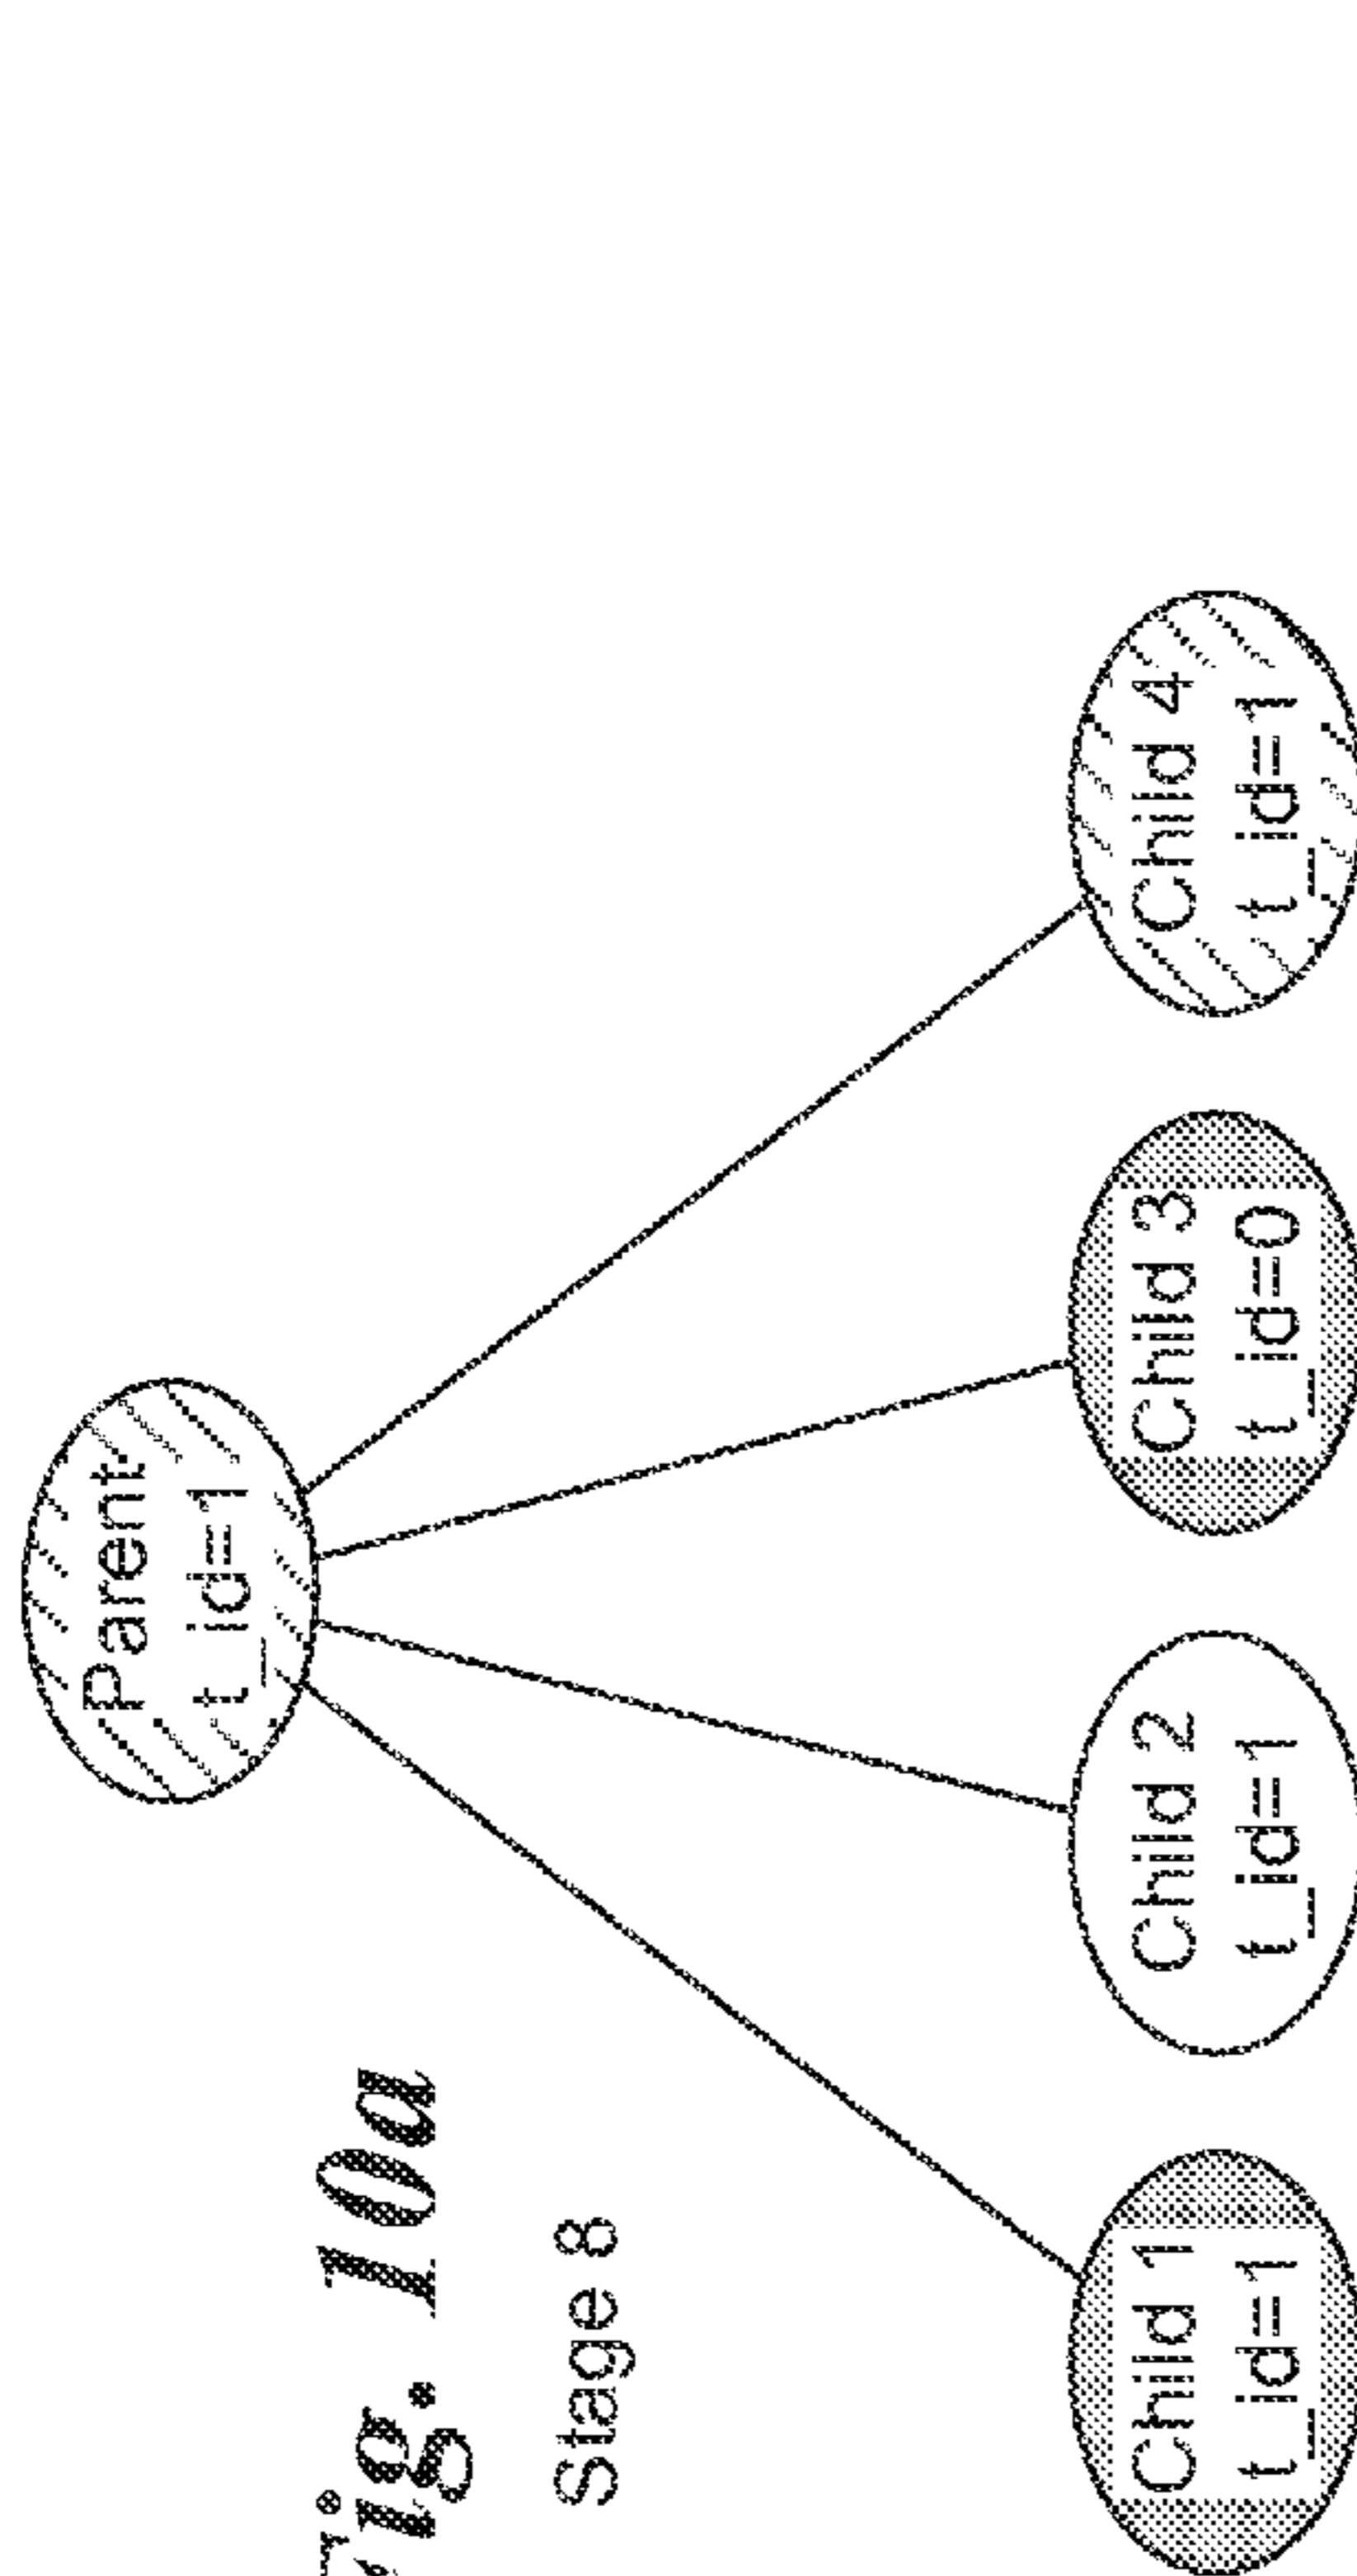 Fig. 10a
Stage 8
Parent
t_id=1
Child 1
t_id=1
Child 2
t_id=1
Child 3
t_id=0
Child 4
t_id=1